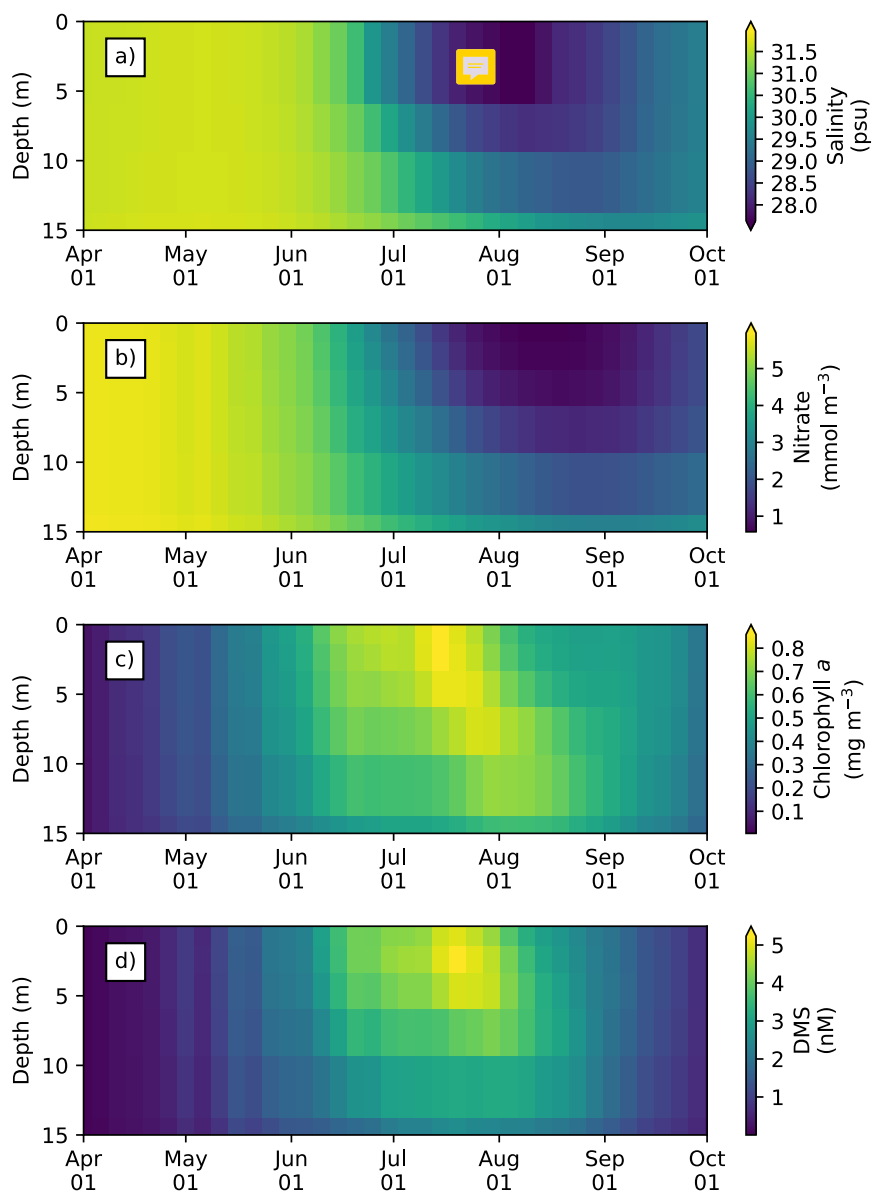 0
5
10
15
Depth (m)
a)
Apr
01
May
01
Jun
01
Jul
01
Aug
01
Sep
01
Oct
01
31.5
31.0
30.5
30.0
29.5
29.0
28.5
28.0
Salinity
(psu)
0
5
10
15
Depth (m)
b)
Apr
01
May
01
Jun
01
Jul
01
Aug
01
Sep
01
Oct
01
5
4
3
2
1
Nitrate
(mmol m⁻³)
0
5
10
15
Depth (m)
c)
Apr
01
May
01
Jun
01
Jul
01
Aug
01
Sep
01
Oct
01
0.8
0.7
0.6
0.5
0.4
0.3
0.2
0.1
Chlorophyll a
(mg m⁻³)
0
5
10
15
Depth (m)
d)
Apr
01
May
01
Jun
01
Jul
01
Aug
01
Sep
01
Oct
01
5
4
3
2
1
DMS
(nM)